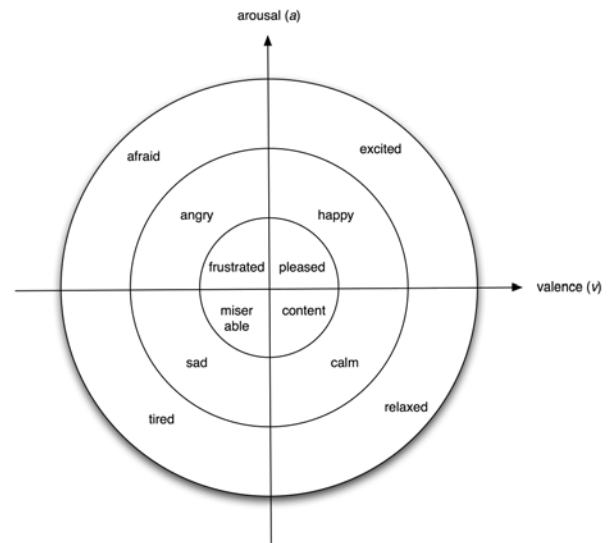 arousal (a)
afraid
excited
angry
happy
frustrated
pleased
valence (v)
miser
able
content
sad
calm
relaxed
tired